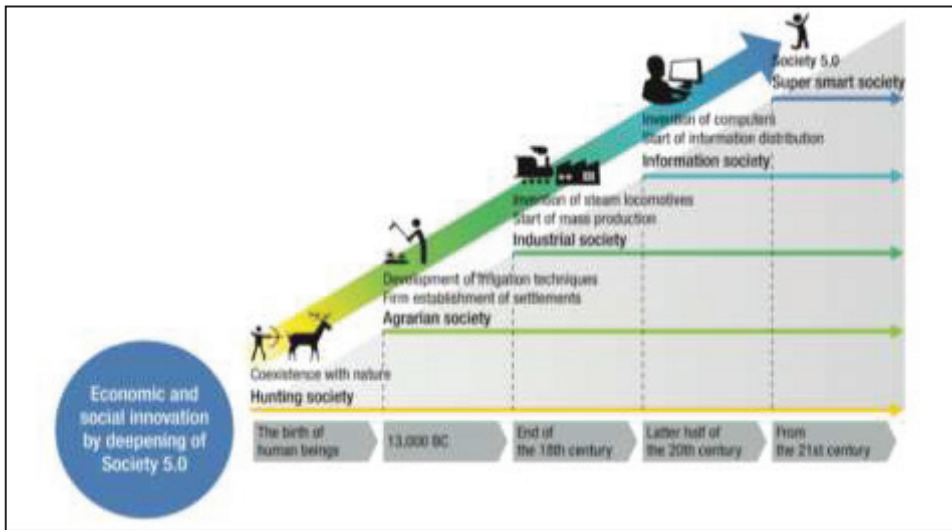 Society 5.0
Super smart society
Invention of computers
Start of information distribution
Information society
Invention of steam locomotives
Start of mass production
Industrial society
Development of irrigation techniques
Firm establishment of settlements
Agrarian society
Coexistence with nature
Hunting society
Economic and
social innovation
by deepening of
Society 5.0
The birth of
human beings
13,000 BC
End of
the 18th century
Latter half of
the 20th century
From
the 21st century